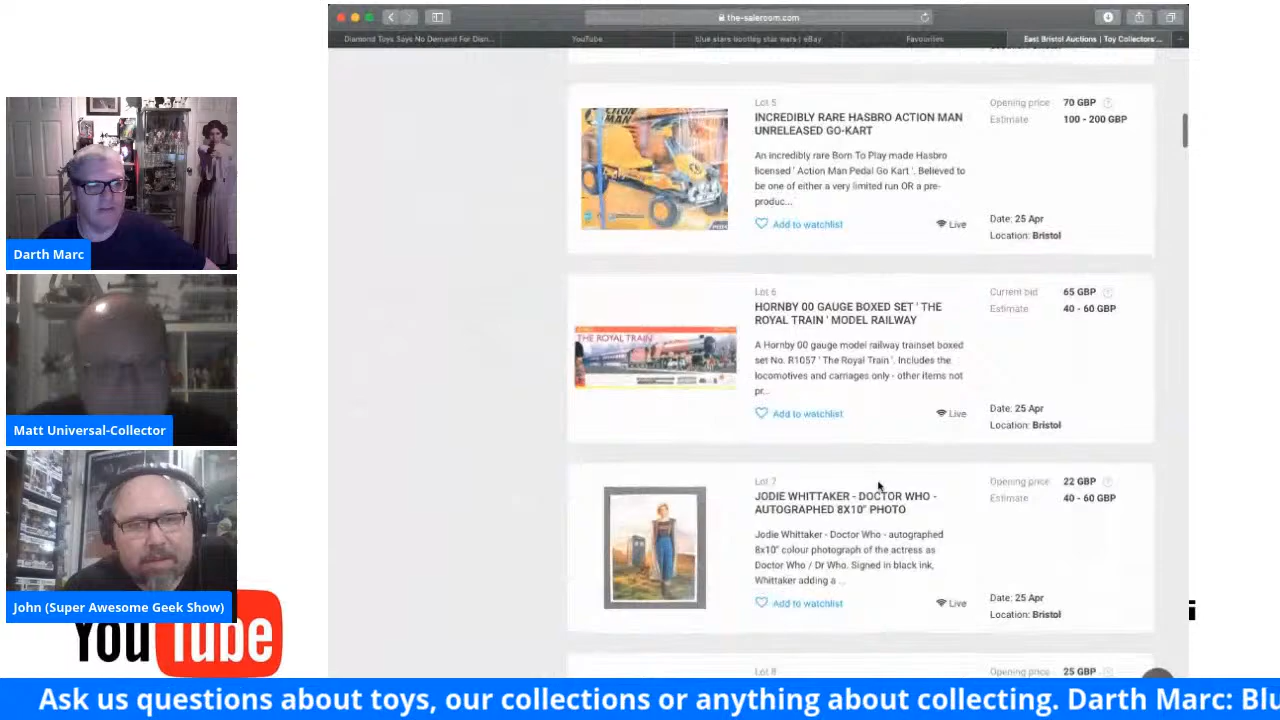 the-saleroom.com
Diamond Toys Says No Demand For Disn...
YouTube
blue stars bootleg star wars | eBay
Favourites
East Bristol Auctions | Toy Collectors'...
Lot 5
INCREDIBLY RARE HASBRO ACTION MAN
UNRELEASED GO-KART
An incredibly rare Born To Play made Hasbro
licensed ' Action Man Pedal Go Kart '. Believed to
be one of either a very limited run OR a pre-
produc...
Add to watchlist
Live
Opening price 70 GBP
Estimate 100 - 200 GBP
Date: 25 Apr
Location: Bristol
Lot 6
HORNBY 00 GAUGE BOXED SET ' THE
ROYAL TRAIN ' MODEL RAILWAY
A Hornby 00 gauge model railway trainset boxed
set No. R1057 ' The Royal Train '. Includes the
locomotives and carriages only - other items not
pr...
Add to watchlist
Live
Current bid 65 GBP
Estimate 40 - 60 GBP
Date: 25 Apr
Location: Bristol
THE ROYAL TRAIN
Lot 7
JODIE WHITTAKER - DOCTOR WHO -
AUTOGRAPHED 8X10" PHOTO
Jodie Whittaker - Doctor Who - autographed
8x10" colour photograph of the actress as
Doctor Who / Dr Who. Signed in black ink,
Whittaker adding a ...
Add to watchlist
Live
Opening price 22 GBP
Estimate 40 - 60 GBP
Date: 25 Apr
Location: Bristol
Lot 8
Opening price 25 GBP
Darth Marc
Matt Universal-Collector
John (Super Awesome Geek Show)
YouTube
Ask us questions about toys, our collections or anything about collecting. Darth Marc: Blu